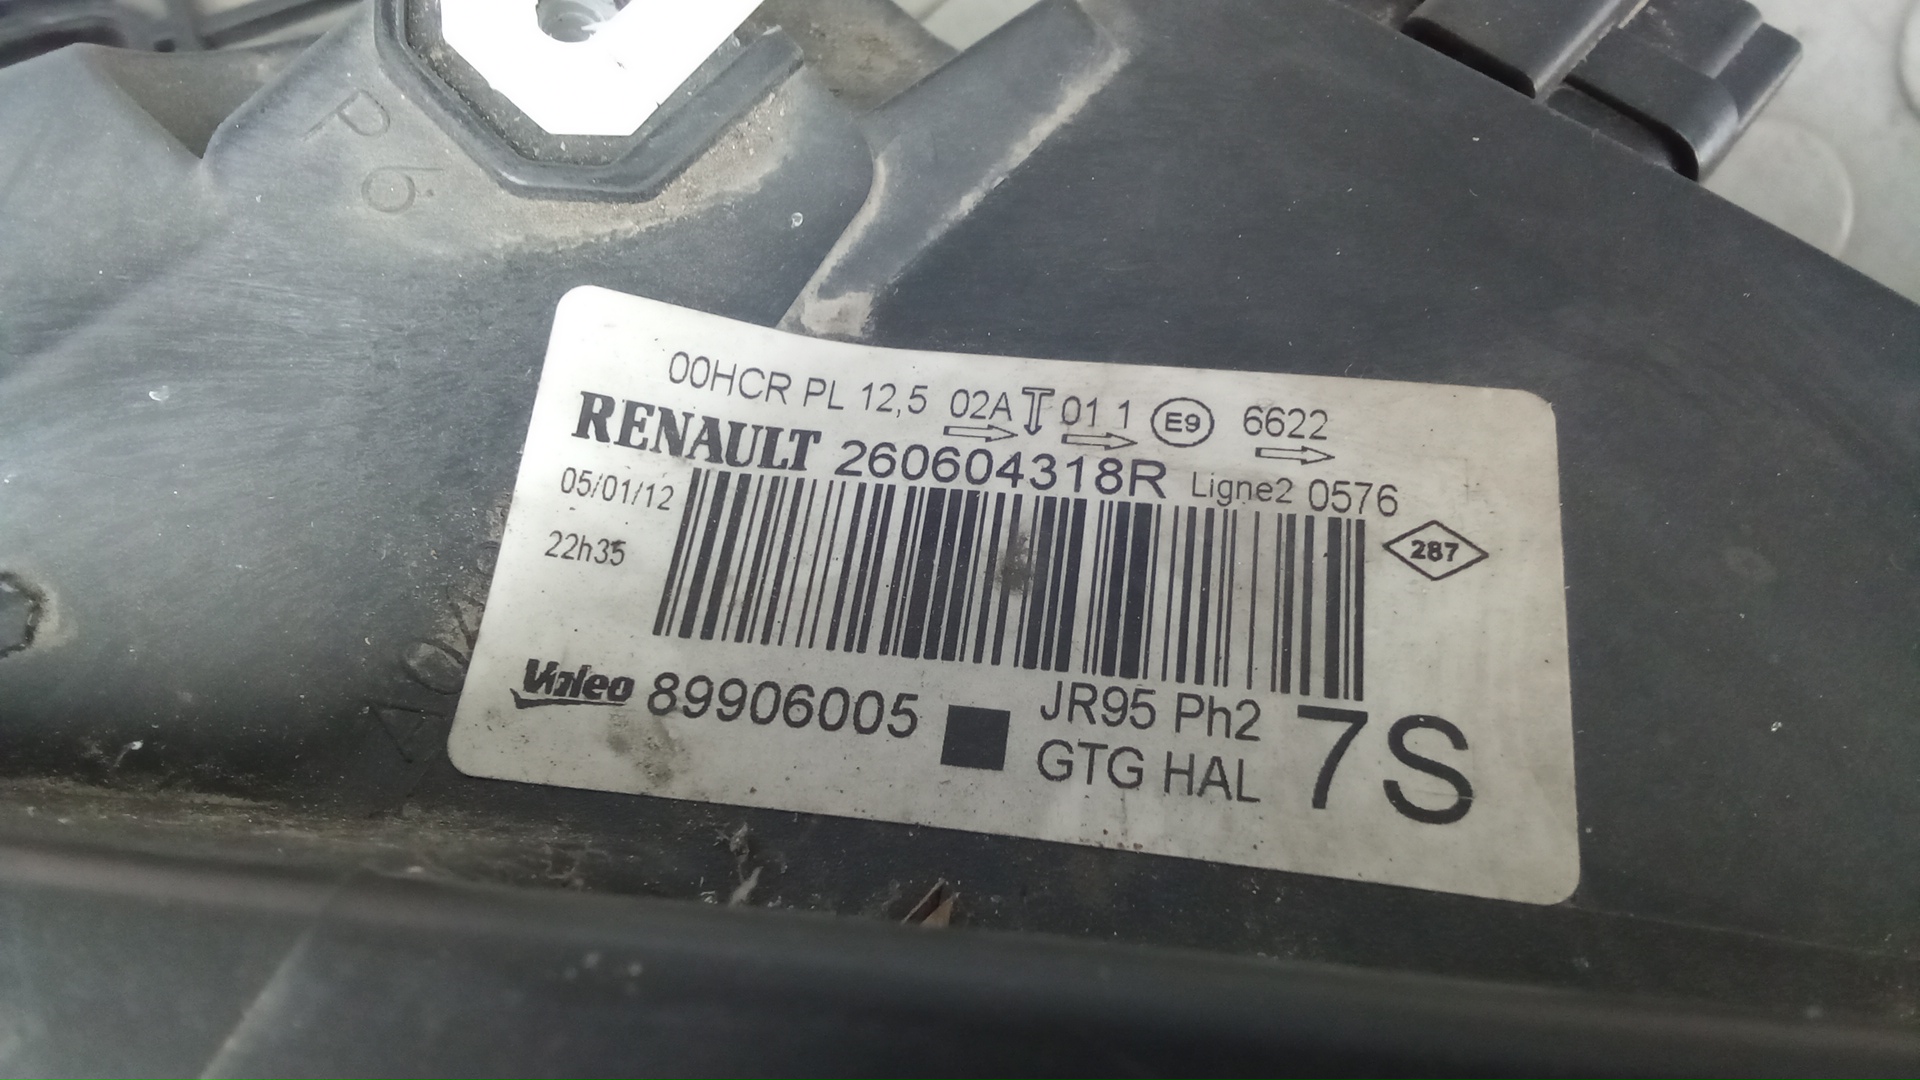 P6
00HCR PL 12,5 02A 01 1 E9 6622
RENAULT 260604318R Ligne2 0576
05/01/12
22h35
287
Valeo 89906005
JR95 Ph2
GTG HAL
7S